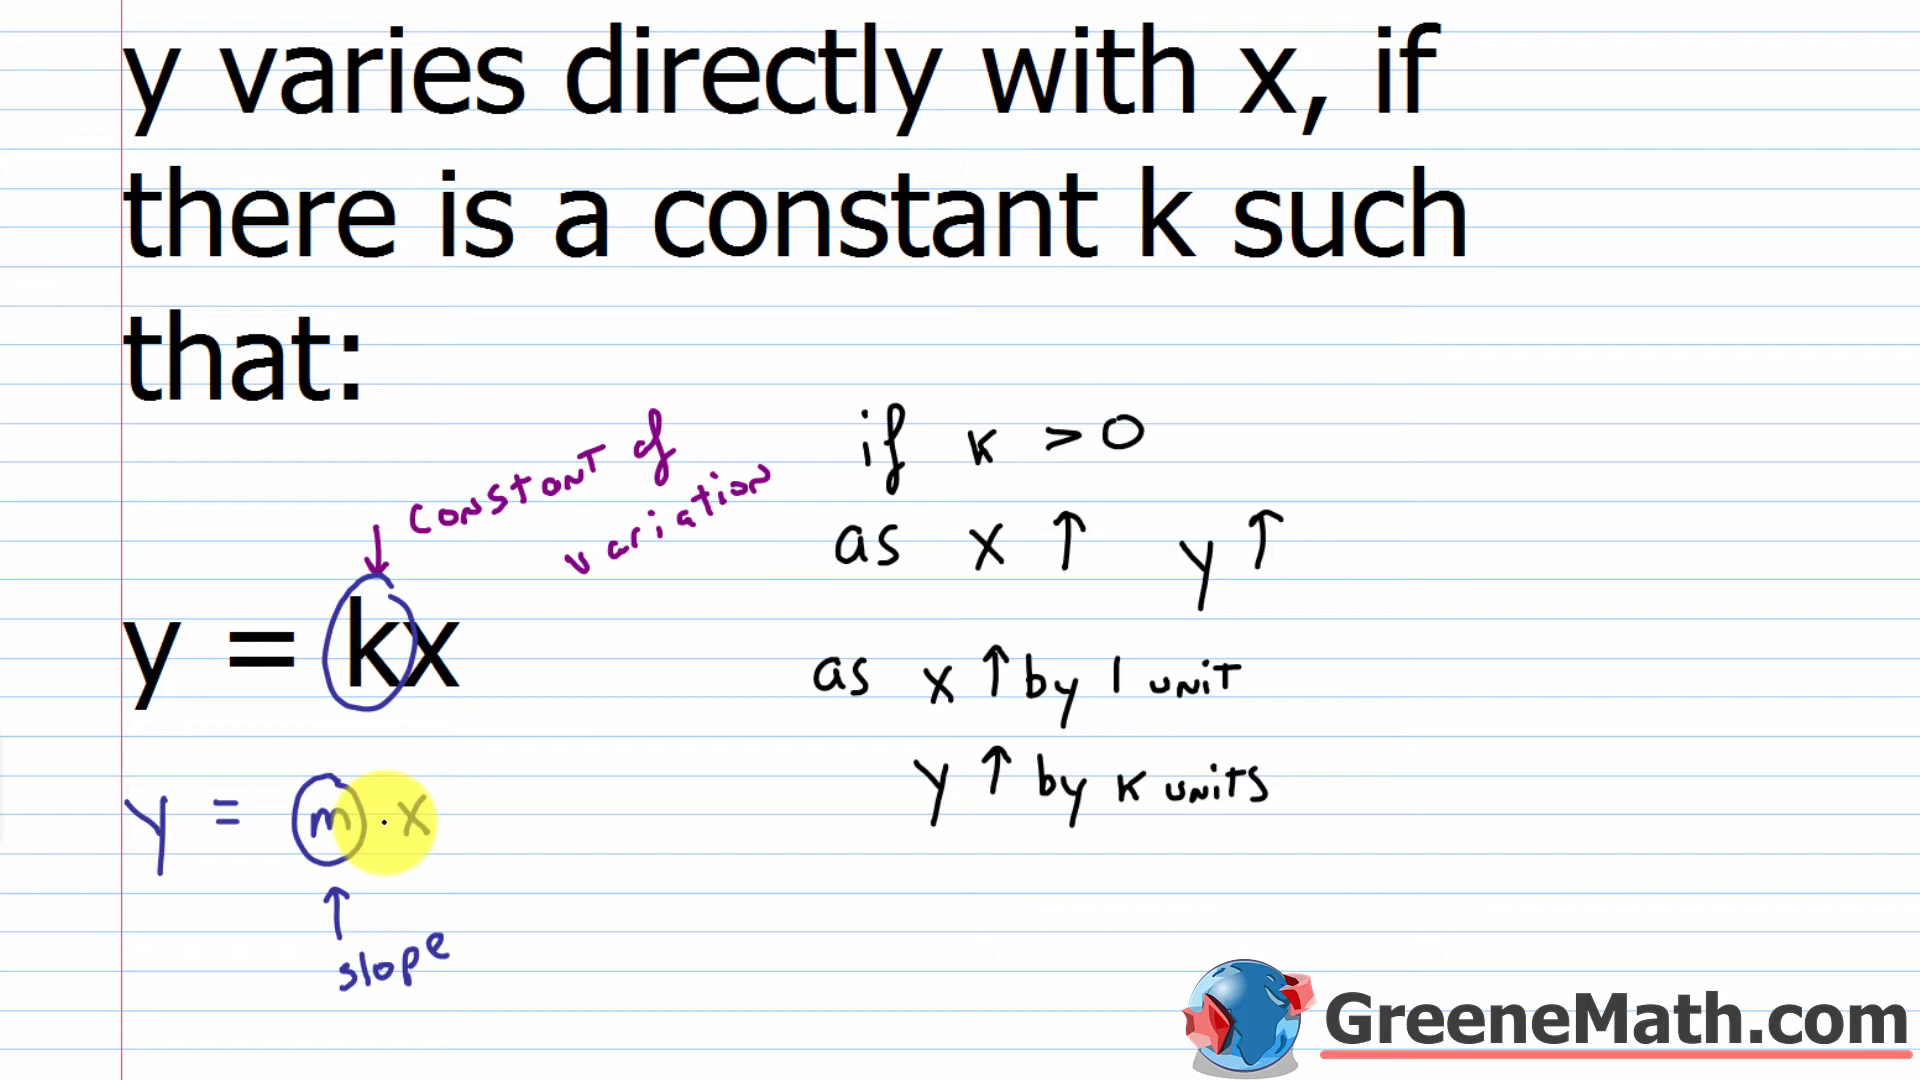 y varies directly with x, if
there is a constant k such
that:
constant of
variation
y = kx
y = m · x
↑
slope
if k > 0
as x ↑ y ↑
as x ↑ by 1 unit
y ↑ by k units
GreeneMath.com